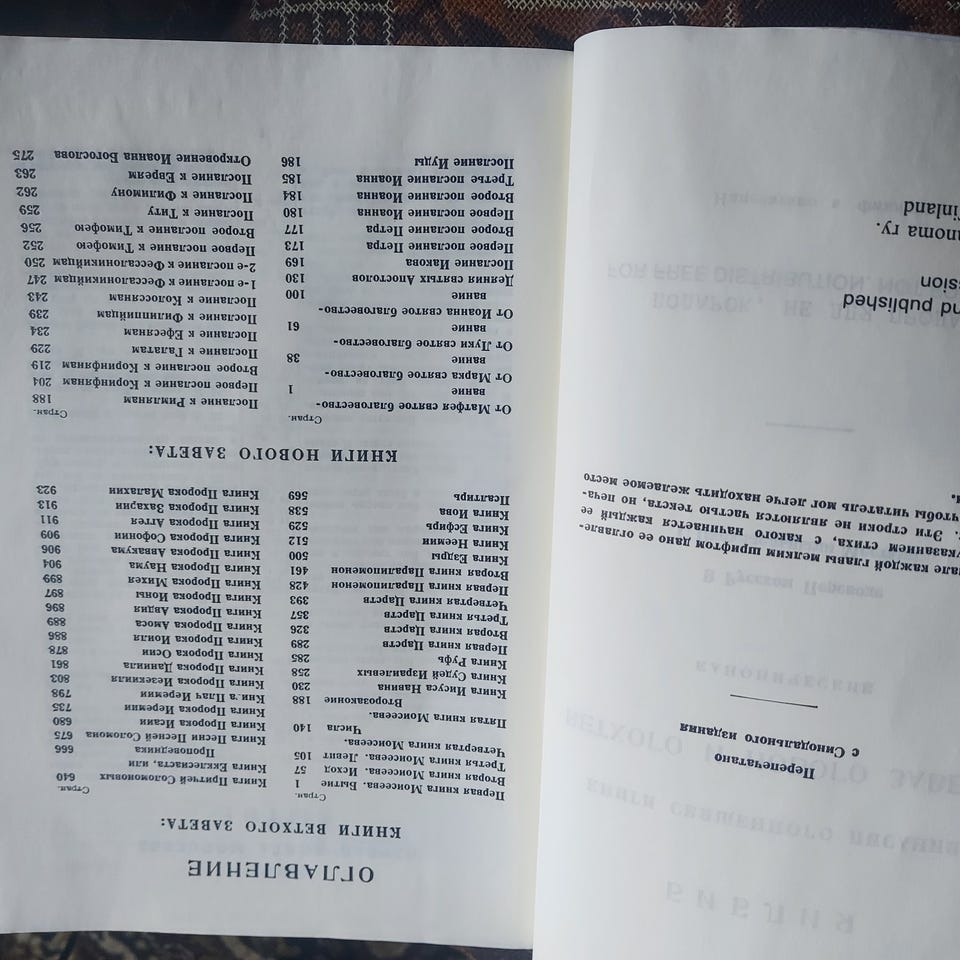 Перепечатано
с Синодального издания
каждой главы мелким шрифтом дано ее оглавле-
указанием стиха, с какого начинается каждый ее
Эти строки не являются частью текста, но печа-
чтобы читатель мог легче находить желаемое место
published
ry.
ОГЛАВЛЕНИЕ
КНИГИ ВЕТХОГО ЗАВЕТА:
Стран.
Первая книга Моисеева. Бытие 1
Вторая книга Моисеева. Исход 57
Третья книга Моисеева. Левит 105
Четвертая книга Моисеева.
Числа 140
Пятая книга Моисеева.
Второзаконие 188
Книга Иисуса Навина 230
Книга Судей Израилевых 258
Книга Руфь 285
Первая книга Царств 289
Вторая книга Царств 326
Третья книга Царств 357
Четвертая книга Царств 393
Первая книга Паралипоменон 428
Вторая книга Паралипоменон 461
Книга Ездры 500
Книга Неемии 512
Книга Есфирь 529
Книга Иова 538
Псалтирь 569
Стран.
Книга Притчей Соломоновых 640
Книга Екклесиаста, или
Проповедника 666
Книга Песни Песней Соломона 675
Книга Пророка Исаии 680
Книга Пророка Иеремии 735
Книга Плач Иеремии 798
Книга Пророка Иезекииля 803
Книга Пророка Даниила 861
Книга Пророка Осии 878
Книга Пророка Иоиля 886
Книга Пророка Амоса 889
Книга Пророка Авдия 896
Книга Пророка Ионы 897
Книга Пророка Михея 899
Книга Пророка Наума 904
Книга Пророка Аввакума 906
Книга Пророка Софонии 909
Книга Пророка Аггея 911
Книга Пророка Захарии 913
Книга Пророка Малахии 923
КНИГИ НОВОГО ЗАВЕТА:
Стран.
От Матфея святое благовество-
вание 1
От Марка святое благовество-
вание 38
От Луки святое благовество-
вание 61
От Иоанна святое благовество-
вание 100
Деяния святых Апостолов 130
Послание Иакова 169
Первое послание Петра 173
Второе послание Петра 177
Первое послание Иоанна 180
Второе послание Иоанна 184
Третье послание Иоанна 185
Послание Иуды 186
Стран.
Послание к Римлянам 188
Первое послание к Коринфянам 204
Второе послание к Коринфянам 219
Послание к Галатам 229
Послание к Ефесянам 234
Послание к Филиппийцам 239
Послание к Колоссянам 243
1-е послание к Фессалоникийцам 247
2-е послание к Фессалоникийцам 250
Первое послание к Тимофею 252
Второе послание к Тимофею 256
Послание к Титу 259
Послание к Филимону 262
Послание к Евреям 263
Откровение Иоанна Богослова 275